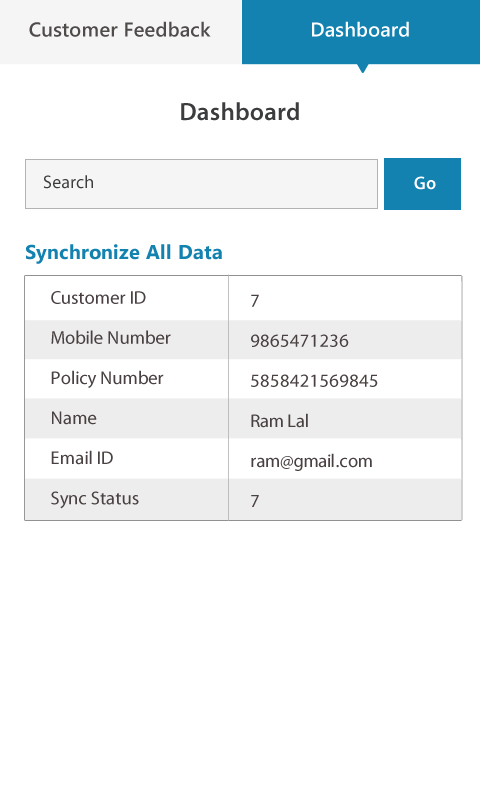 Customer Feedback Dashboard
Dashboard
Search Go
Synchronize All Data
Customer ID 7
Mobile Number 9865471236
Policy Number 5858421569845
Name Ram Lal
Email ID ram@gmail.com
Sync Status 7